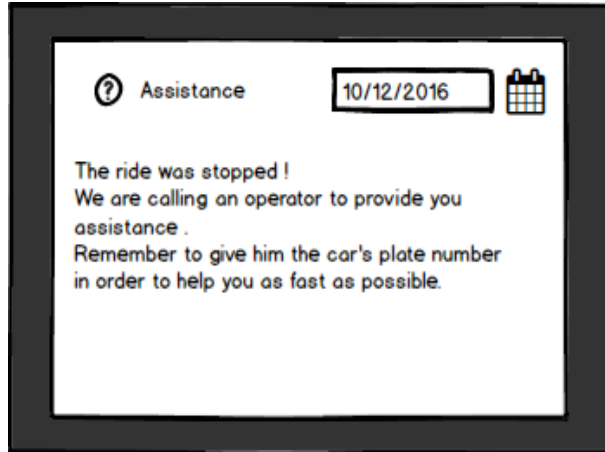 ? Assistance 10/12/2016
The ride was stopped !
We are calling an operator to provide you
assistance .
Remember to give him the car's plate number
in order to help you as fast as possible.